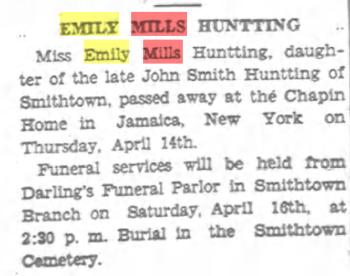 EMILY MILLS HUNTTING
Miss Emily Mills Huntting, daugh-
ter of the late John Smith Huntting of
Smithtown, passed away at the Chapin
Home in Jamaica, New York on
Thursday, April 14th.
Funeral services will be held from
Darling's Funeral Parlor in Smithtown
Branch on Saturday, April 16th, at
2:30 p. m. Burial in the Smithtown
Cemetery.